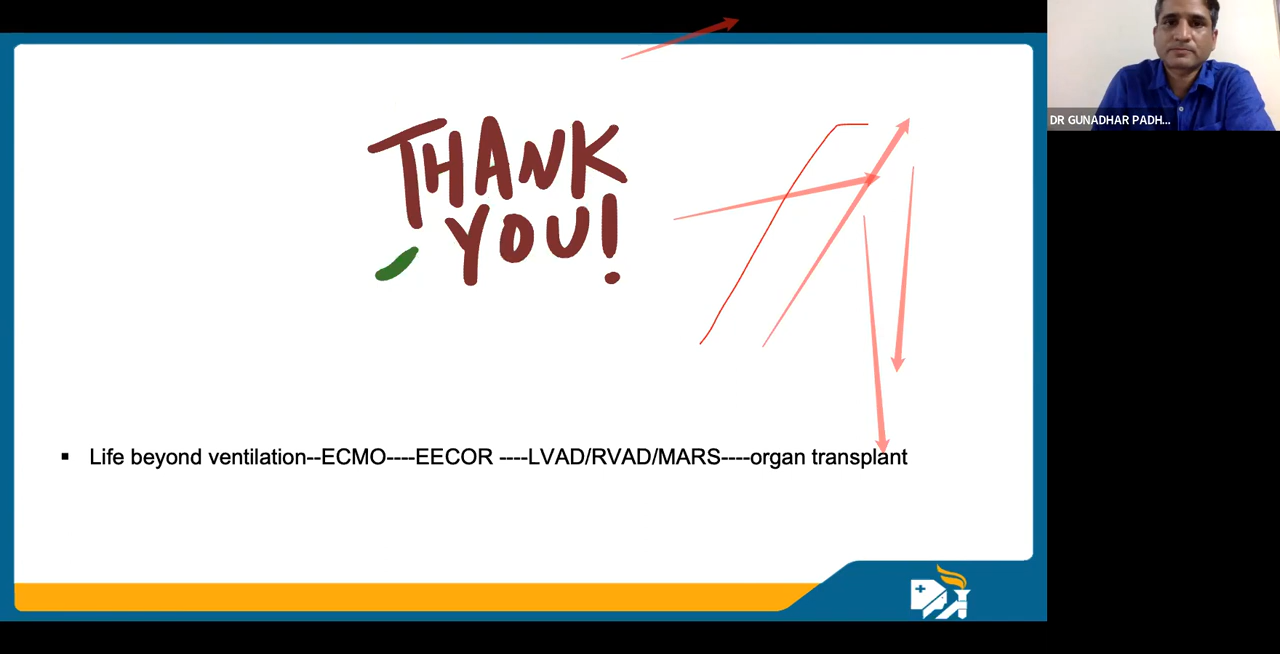 DR GUNADHAR PADH...
THANK
YOU!
▪ Life beyond ventilation--ECMO----EECOR ----LVAD/RVAD/MARS----organ transplant